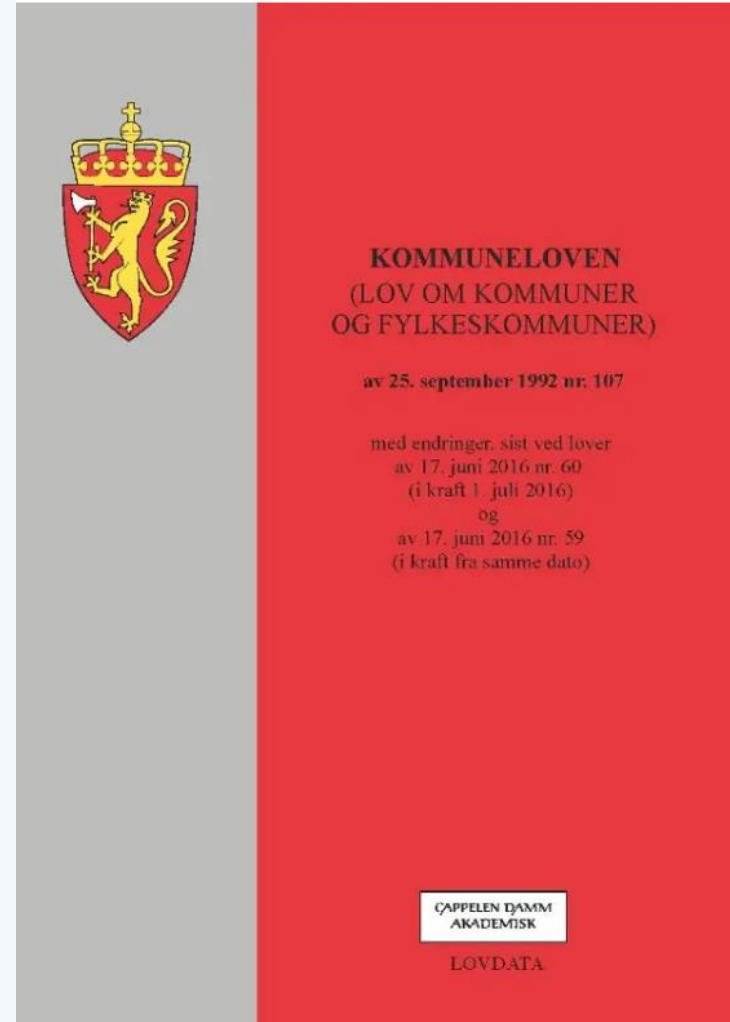 KOMMUNELOVEN
(LOV OM KOMMUNER
OG FYLKESKOMMUNER)
av 25. september 1992 nr. 107
med endringer, sist ved lover
av 17. juni 2016 nr. 60
(i kraft 1. juli 2016)
og
av 17. juni 2016 nr. 59
(i kraft fra samme dato)
CAPPELEN DAMM
AKADEMISK
LOVDATA